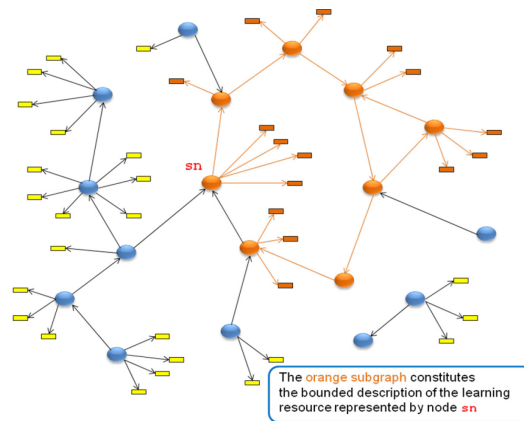 sn
The orange subgraph constitutes
the bounded description of the learning
resource represented by node sn